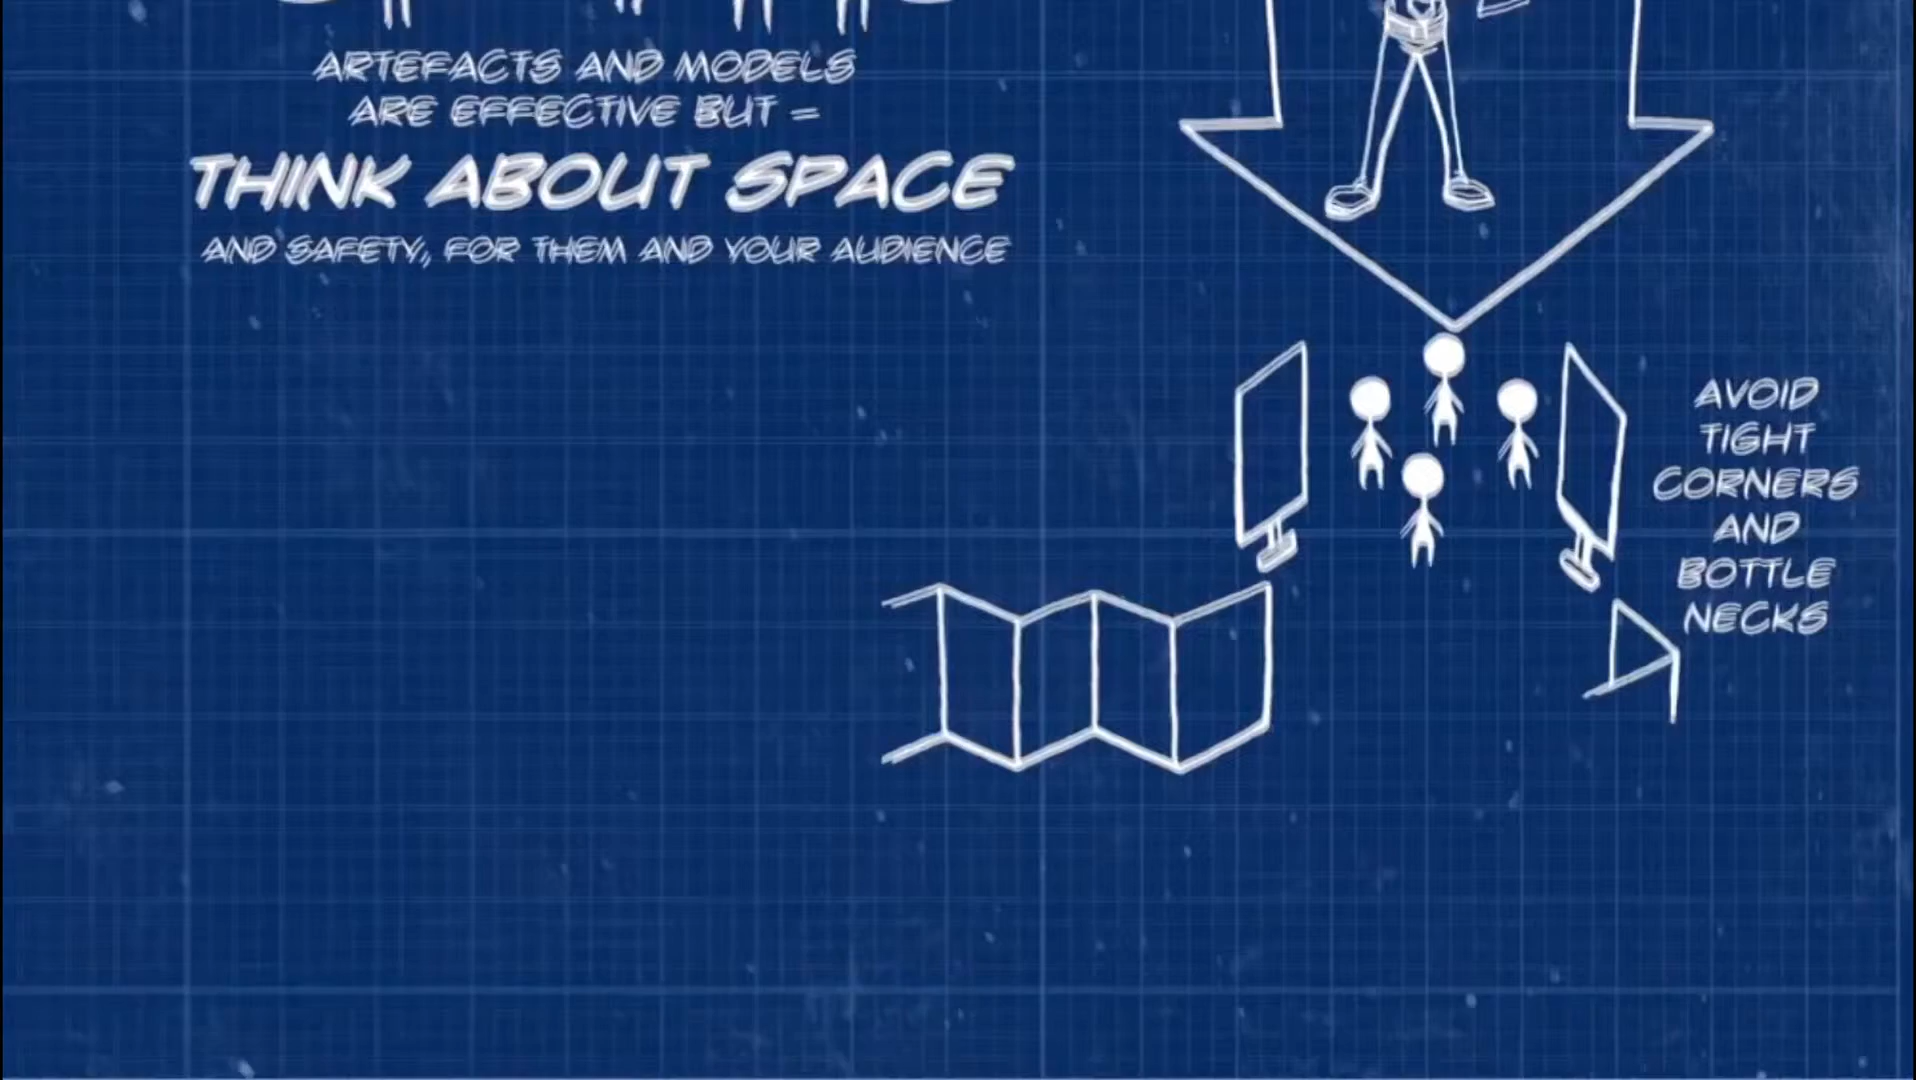 ARTEFACTS AND MODELS
ARE EFFECTIVE BUT =
THINK ABOUT SPACE
AND SAFETY,, FOR THEM AND YOUR AUDIENCE
AVOID
TIGHT
CORNERS
AND
BOTTLE
NECKS